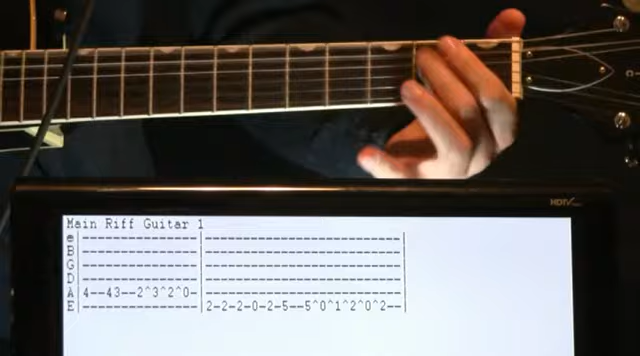 HDTV
Main Riff Guitar 1
e|------------------|-------------------------------|
B|------------------|-------------------------------|
G|------------------|-------------------------------|
D|------------------|-------------------------------|
A|4--43--2^3^2^0-|-------------------------------|
E|------------------|2-2-2-0-2-5--5^0^1^2^0^2--|